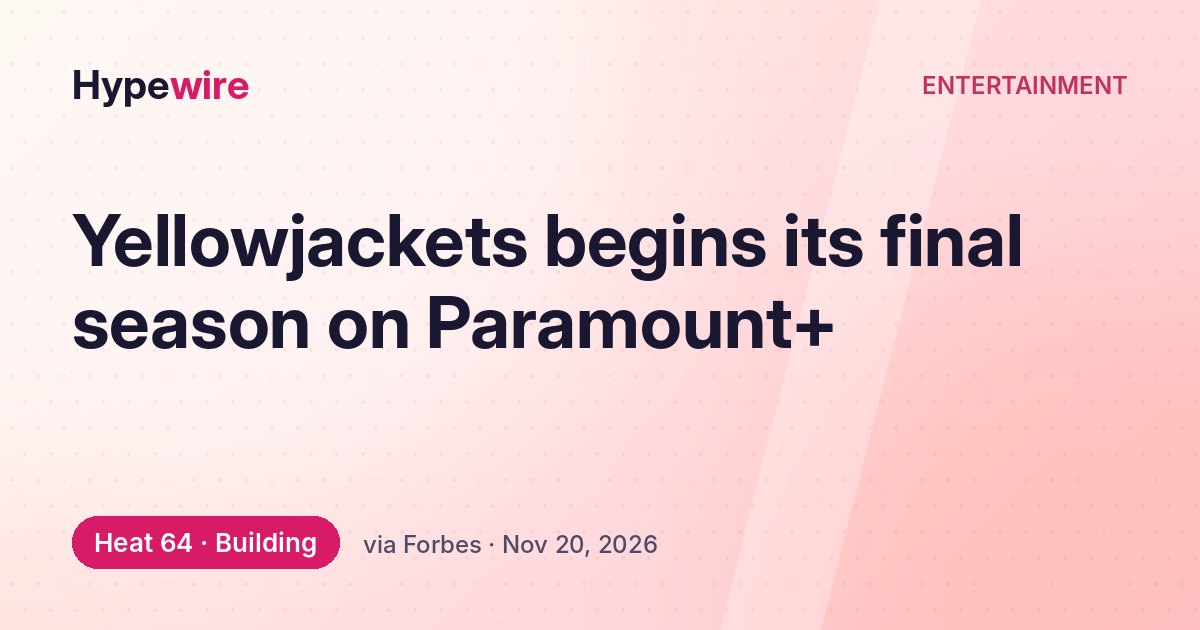 Hypewire
ENTERTAINMENT
Yellowjackets begins its final
season on Paramount+
Heat 64 · Building
via Forbes · Nov 20, 2026